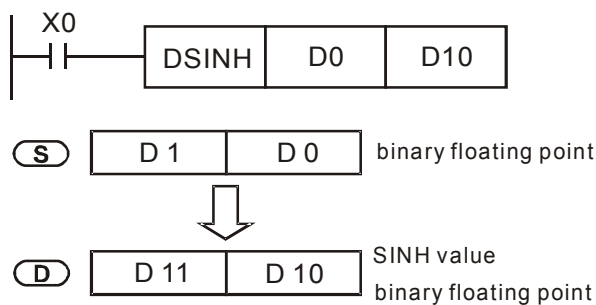 X0
DSINH D0 D10
S D 1 D 0 binary floating point
SINH value
D D 11 D 10
binary floating point